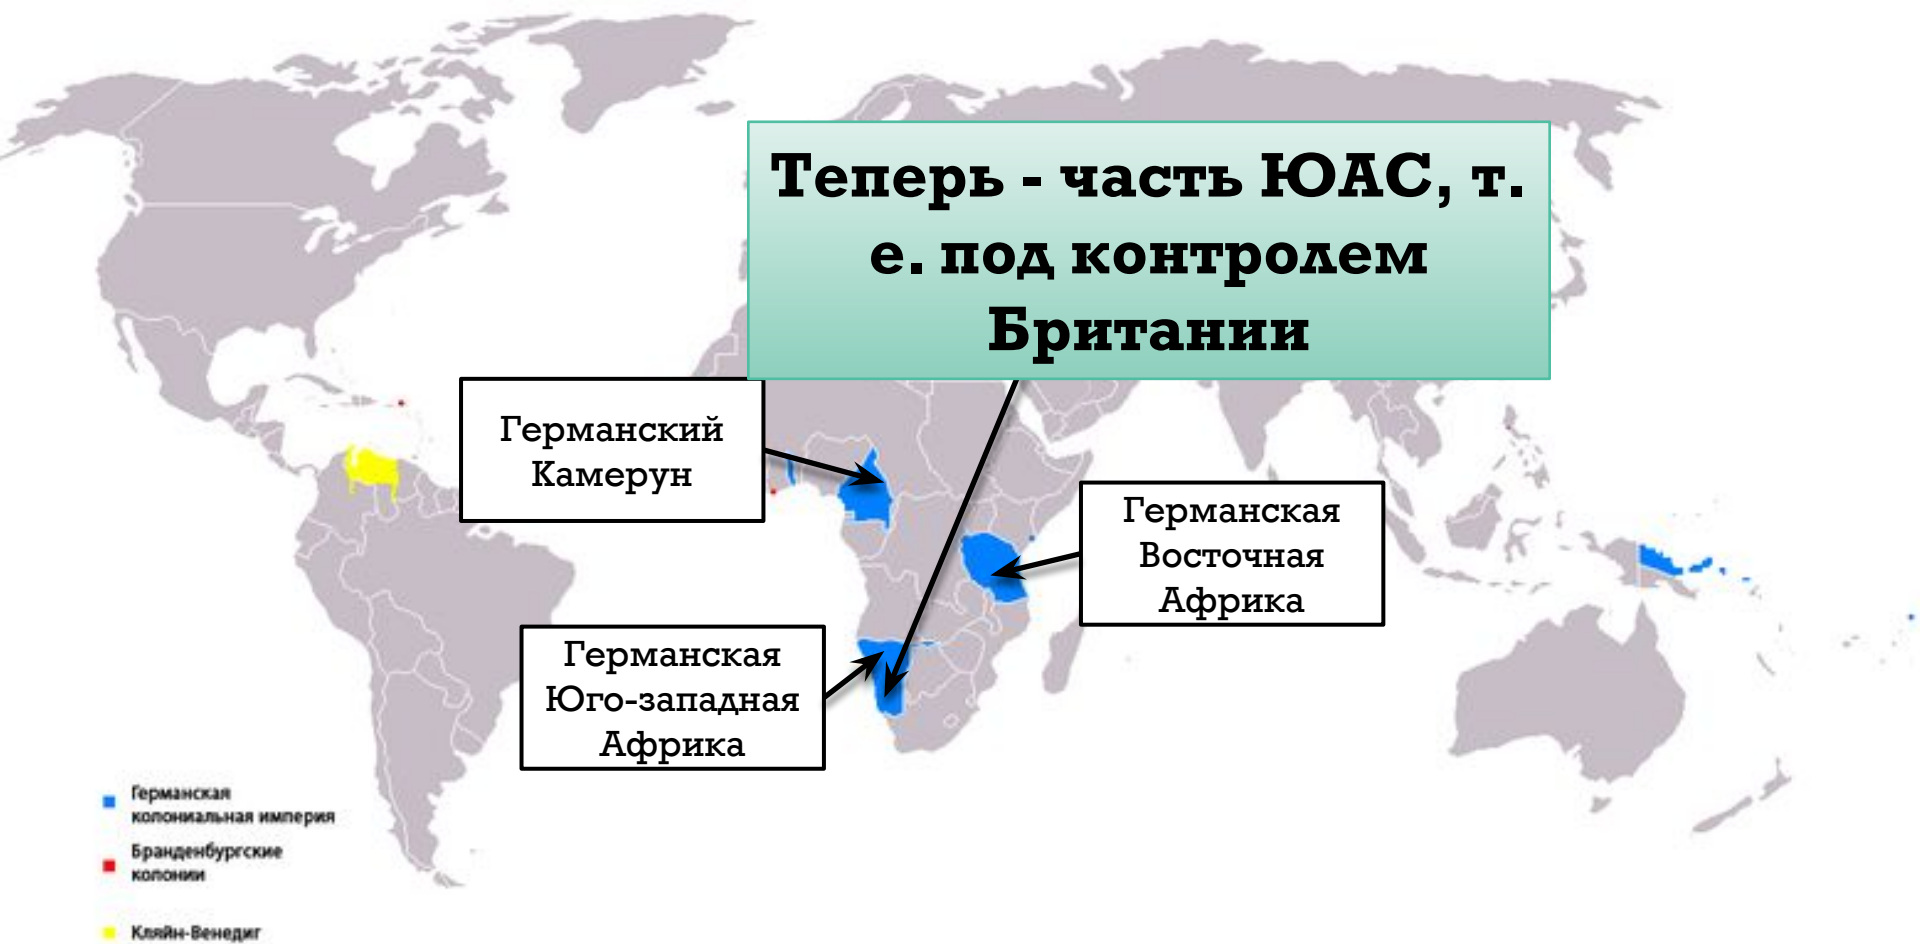 Теперь - часть ЮАС, т.
е. под контролем
Британии
Германский
Камерун
Германская
Восточная
Африка
Германская
Юго-западная
Африка
Германская
колониальная империя
Бранденбургские
колонии
Кляйн-Венедиг